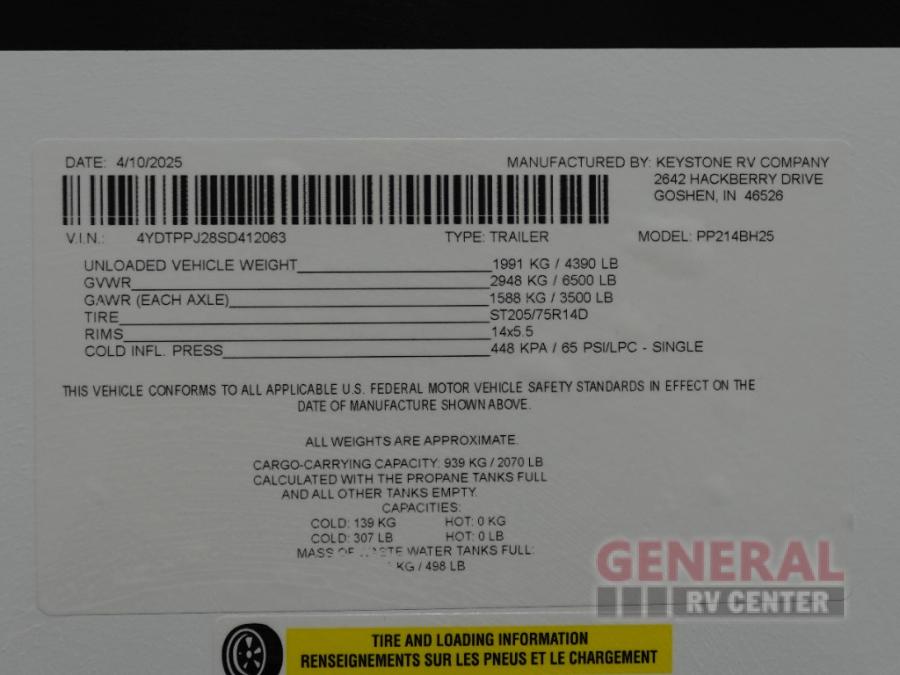 DATE: 4/10/2025
MANUFACTURED BY: KEYSTONE RV COMPANY
2642 HACKBERRY DRIVE
GOSHEN, IN 46526
V.I.N.: 4YDTPPJ28SD412063 TYPE: TRAILER MODEL: PP214BH25
UNLOADED VEHICLE WEIGHT 1991 KG / 4390 LB
GVWR 2948 KG / 6500 LB
GAWR (EACH AXLE) 1588 KG / 3500 LB
TIRE ST205/75R14D
RIMS 14x5.5
COLD INFL. PRESS 448 KPA / 65 PSI/LPC - SINGLE
THIS VEHICLE CONFORMS TO ALL APPLICABLE U.S. FEDERAL MOTOR VEHICLE SAFETY STANDARDS IN EFFECT ON THE
DATE OF MANUFACTURE SHOWN ABOVE.
ALL WEIGHTS ARE APPROXIMATE.
CARGO-CARRYING CAPACITY: 939 KG / 2070 LB
CALCULATED WITH THE PROPANE TANKS FULL
AND ALL OTHER TANKS EMPTY.
CAPACITIES:
COLD: 139 KG HOT: 0 KG
COLD: 307 LB HOT: 0 LB
MASS OF WASTE WATER TANKS FULL:
KG / 498 LB
GENERAL
RV CENTER
TIRE AND LOADING INFORMATION
RENSEIGNEMENTS SUR LES PNEUS ET LE CHARGEMENT